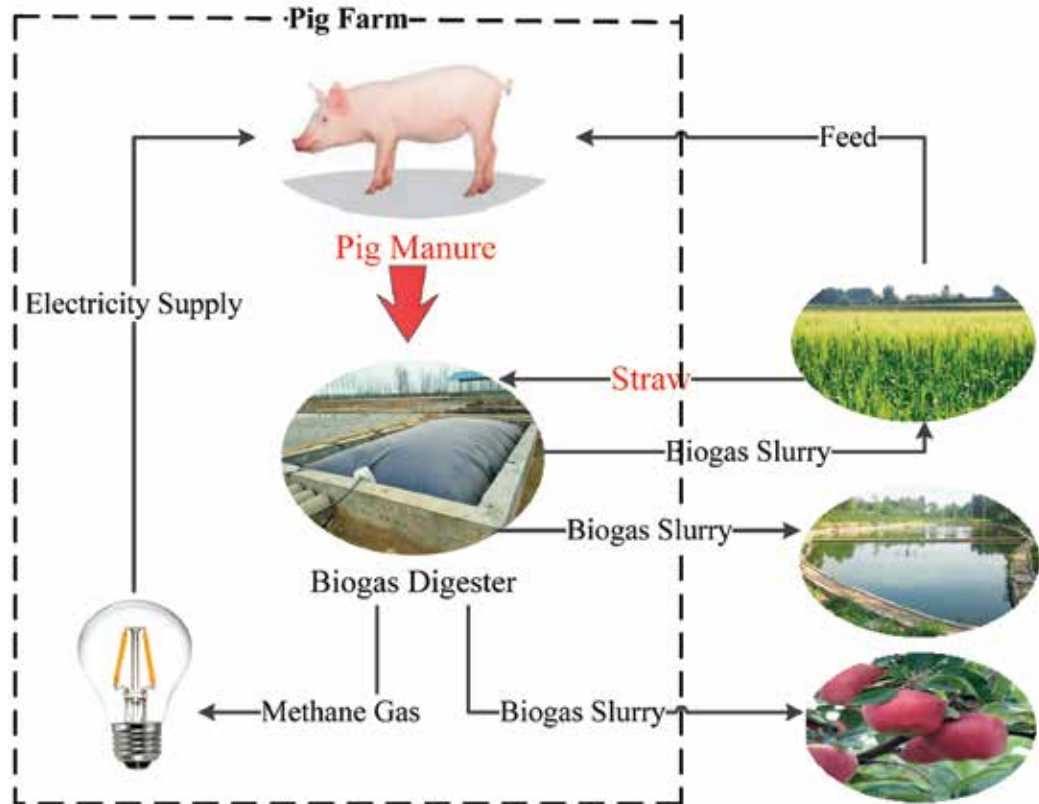 Pig Farm
Feed
Pig Manure
Electricity Supply
Straw
Biogas Slurry
Biogas Slurry
Biogas Digester
Methane Gas
Biogas Slurry